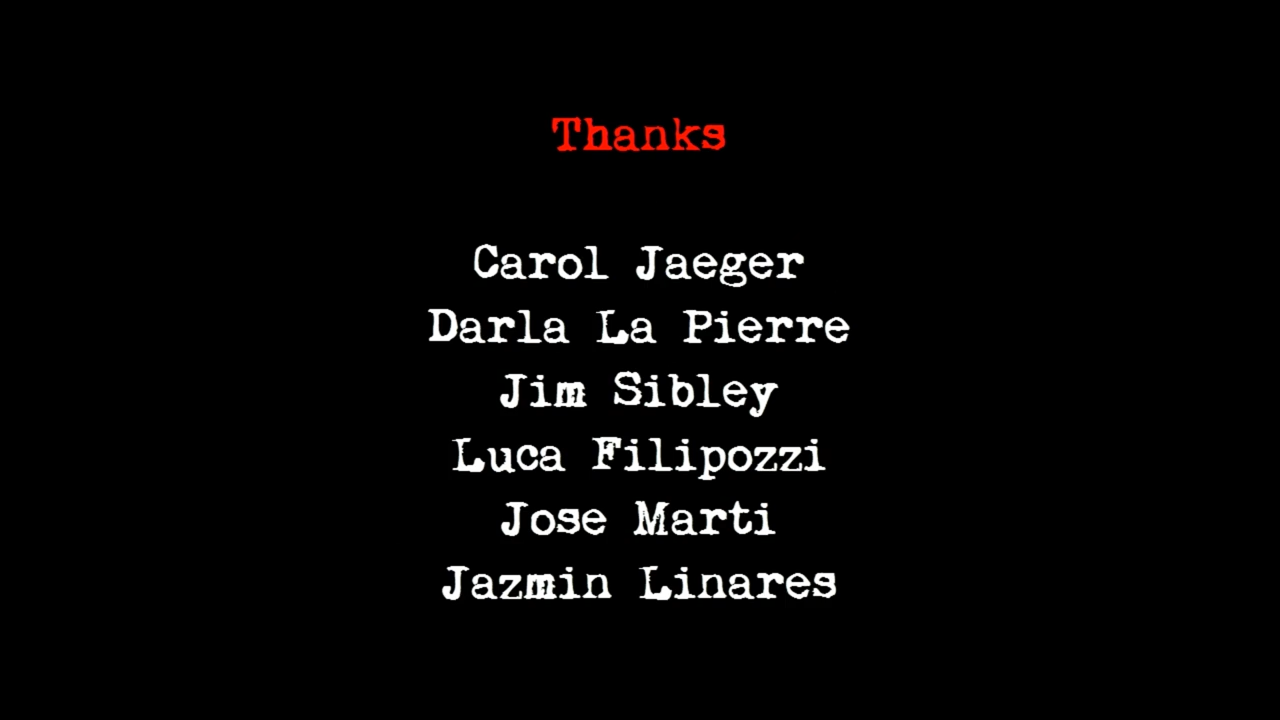 Thanks
Carol Jaeger
Darla La Pierre
Jim Sibley
Luca Filipozzi
Jose Marti
Jazmin Linares